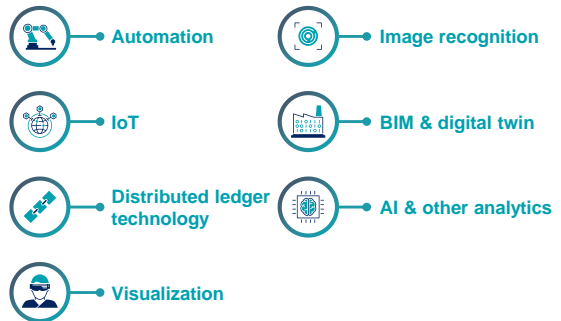 Automation
Image recognition
IoT
BIM & digital twin
Distributed ledger
technology
AI & other analytics
Visualization